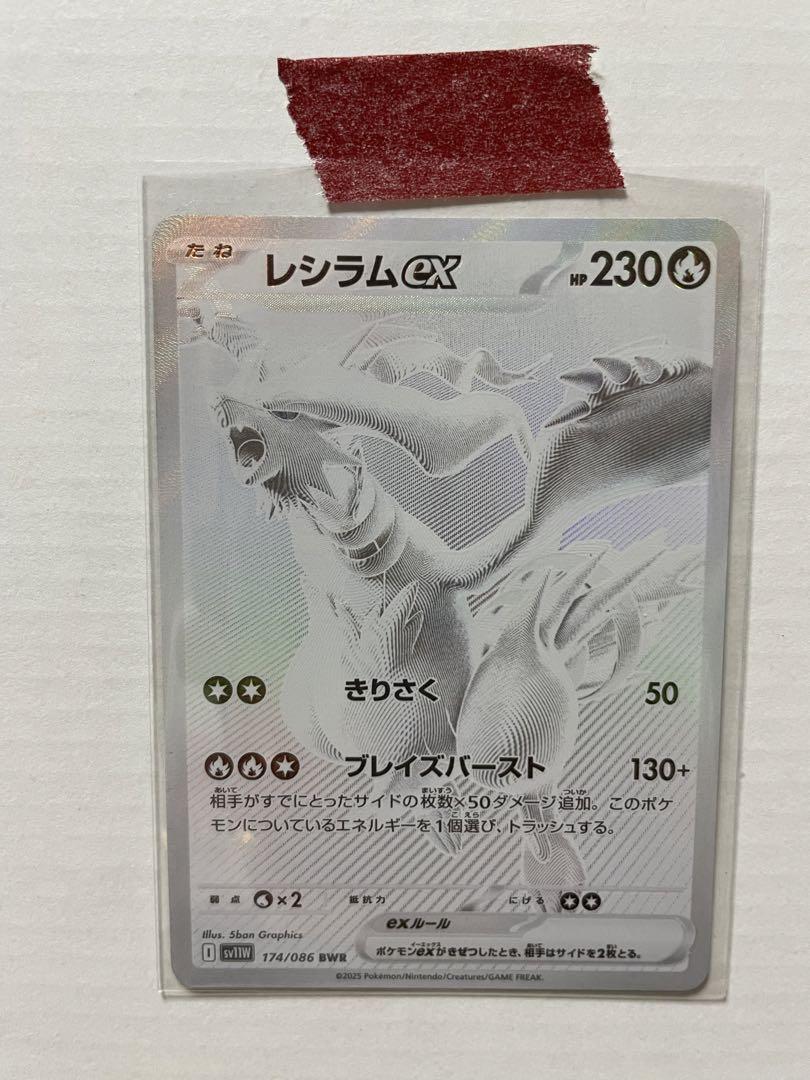 たね レシラムex HP230
きりさく 50
ブレイズバースト 130+
相手がすでにとったサイドの枚数×50ダメージ追加。このポケ
モンについているエネルギーを1個選び、トラッシュする。
弱点 ×2 抵抗力 にげる
exルール
ポケモンexがきぜつしたとき、相手はサイドを2枚とる。
Illus. 5ban Graphics
I sv11W 174/086 BWR
©2025 Pokémon/Nintendo/Creatures/GAME FREAK.